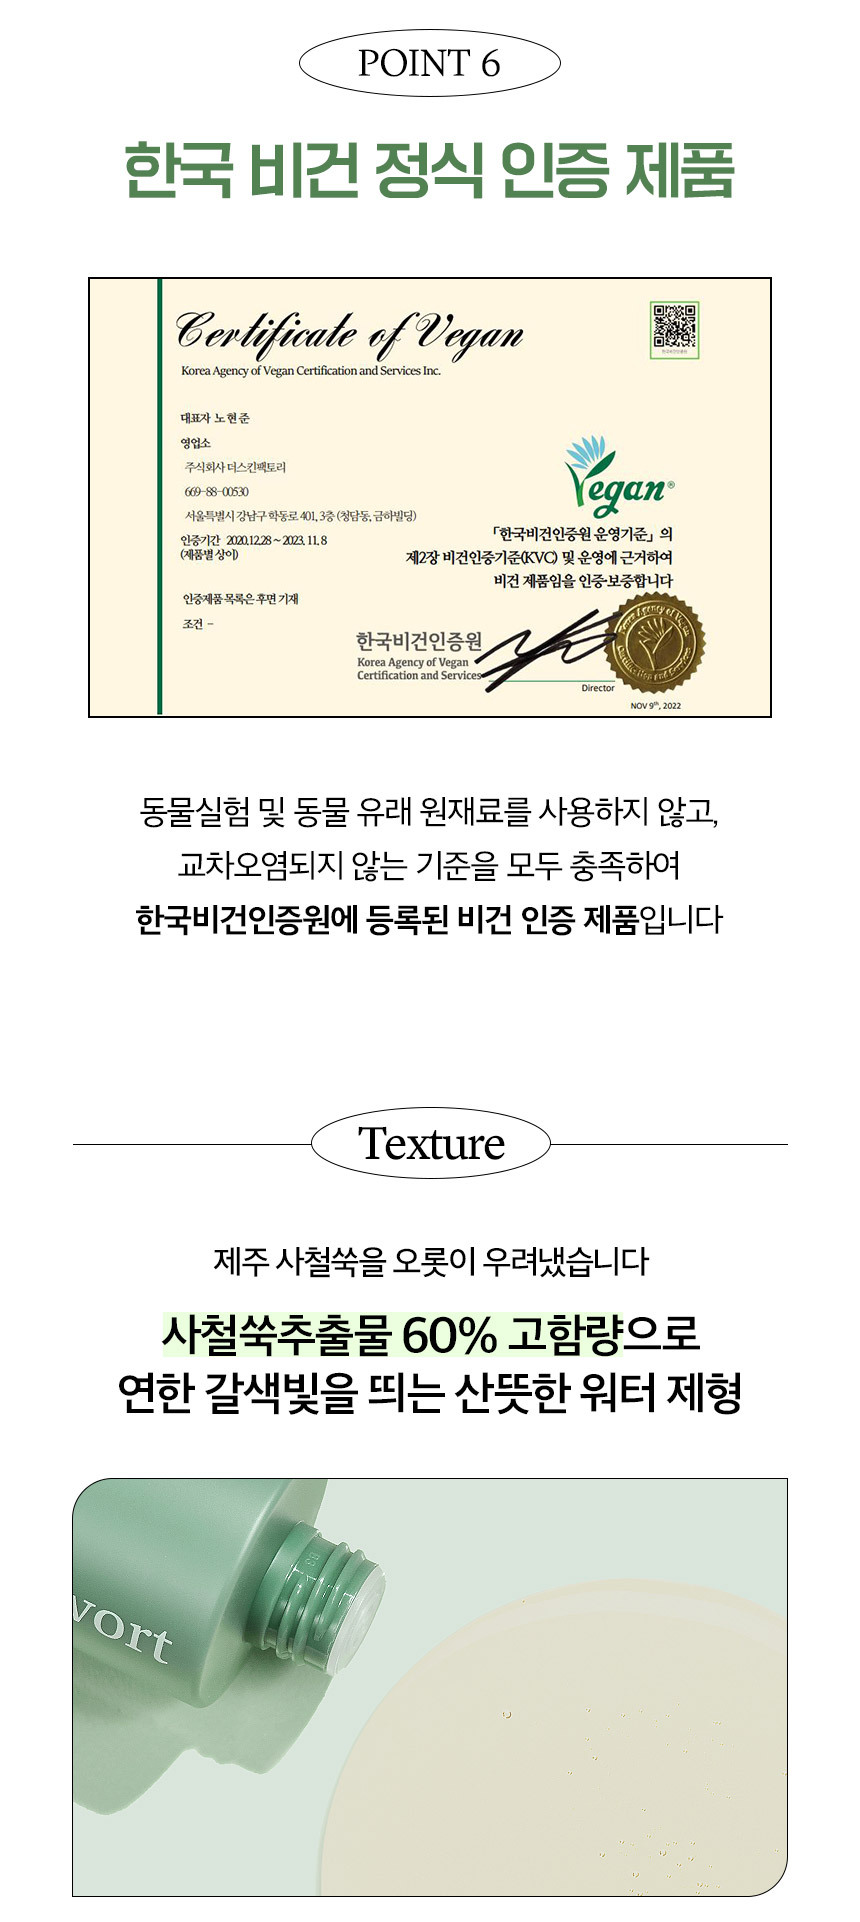 POINT 6
한국 비건 정식 인증 제품
Certificate of Vegan
Korea Agency of Vegan Certification and Services Inc.
한국비건인증원
대표자 노 현 준
영업소
주식회사 더스킨팩토리
669-88-00530
서울특별시 강남구 학동로 401, 3층 (청담동, 금하빌딩)
인증기간 2020.12.28 ~ 2023. 11. 8
(제품별 상이)
인증제품 목록은 후면 기재
조건 -
Vegan®
「한국비건인증원 운영기준」 의
제2장 비건인증기준(KVC) 및 운영에 근거하여
비건 제품임을 인증·보증합니다
한국비건인증원
Korea Agency of Vegan
Certification and Services
Director
Korea Agency of Vegan
Certification and Services
NOV 9th, 2022
동물실험 및 동물 유래 원재료를 사용하지 않고,
교차오염되지 않는 기준을 모두 충족하여
한국비건인증원에 등록된 비건 인증 제품입니다
Texture
제주 사철쑥을 오롯이 우려냈습니다
사철쑥추출물 60% 고함량으로
연한 갈색빛을 띄는 산뜻한 워터 제형
wort